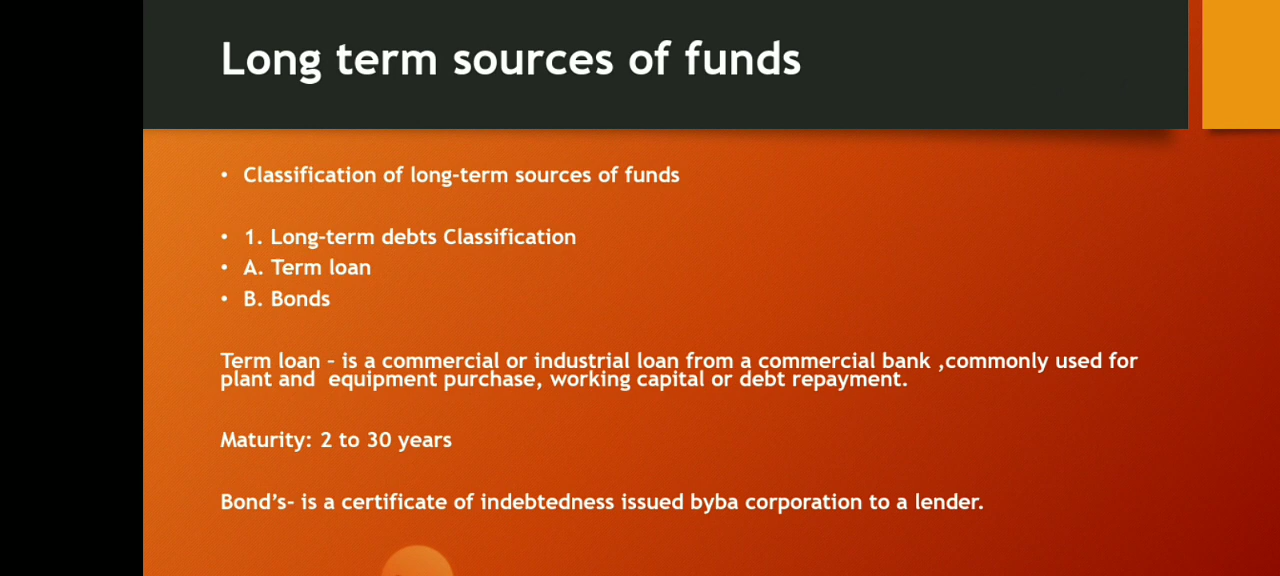 Long term sources of funds
• Classification of long-term sources of funds
• 1. Long-term debts Classification
• A. Term loan
• B. Bonds
Term loan – is a commercial or industrial loan from a commercial bank ,commonly used for
plant and  equipment purchase, working capital or debt repayment.
Maturity: 2 to 30 years
Bond’s- is a certificate of indebtedness issued byba corporation to a lender.